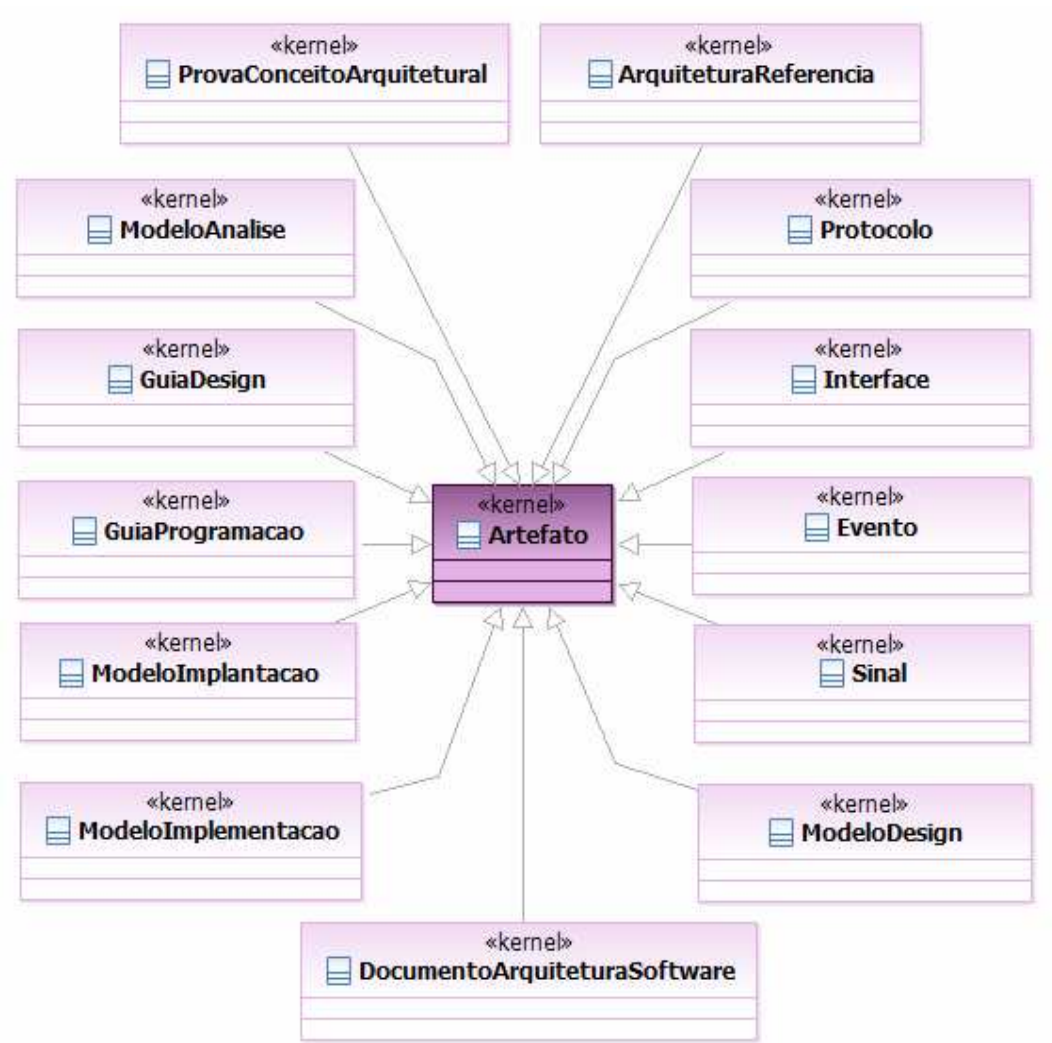 «kernel»
ProvaConceitoArquitetural
«kernel»
ArquiteturaReferencia
«kernel»
ModeloAnalise
«kernel»
Protocolo
«kernel»
GuiaDesign
«kernel»
Interface
«kernel»
GuiaProgramacao
«kernel»
Artefato
«kernel»
Evento
«kernel»
ModeloImplantacao
«kernel»
Sinal
«kernel»
ModeloImplementacao
«kernel»
ModeloDesign
«kernel»
DocumentoArquiteturaSoftware